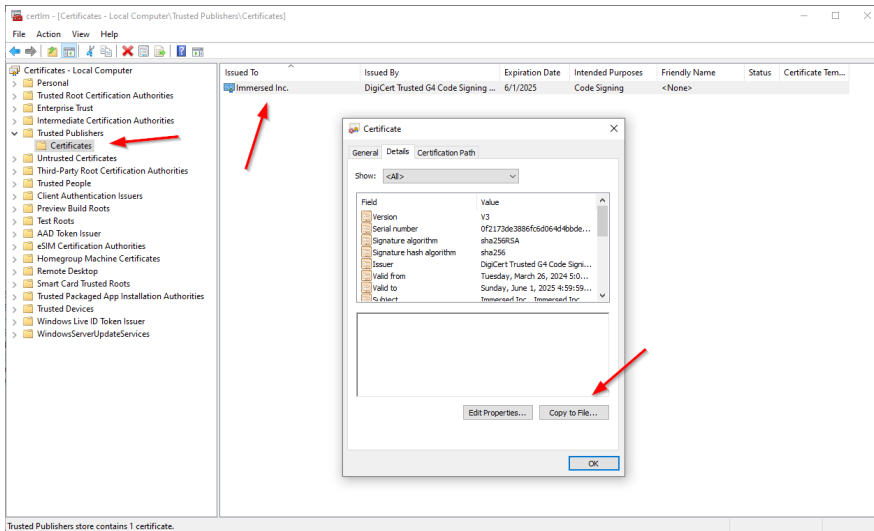 certlm - [Certificates - Local Computer\Trusted Publishers\Certificates]
File Action View Help
Certificates - Local Computer
Personal
Trusted Root Certification Authorities
Enterprise Trust
Intermediate Certification Authorities
Trusted Publishers
Certificates
Untrusted Certificates
Third-Party Root Certification Authorities
Trusted People
Client Authentication Issuers
Preview Build Roots
Test Roots
AAD Token Issuer
eSIM Certification Authorities
Homegroup Machine Certificates
Remote Desktop
Smart Card Trusted Roots
Trusted Packaged App Installation Authorities
Trusted Devices
Windows Live ID Token Issuer
WindowsServerUpdateServices
Issued To Issued By Expiration Date Intended Purposes Friendly Name Status Certificate Tem...
Immersed Inc. DigiCert Trusted G4 Code Signing ... 6/1/2025 Code Signing <None>
Certificate
General Details Certification Path
Show: <All>
Field Value
Version V3
Serial number 0f2173de3886fc6d064d4bbde...
Signature algorithm sha256RSA
Signature hash algorithm sha256
Issuer DigiCert Trusted G4 Code Signi...
Valid from Tuesday, March 26, 2024 5:0...
Valid to Sunday, June 1, 2025 4:59:59...
Subject Immersed Inc., Immersed Inc
Edit Properties... Copy to File...
OK
Trusted Publishers store contains 1 certificate.